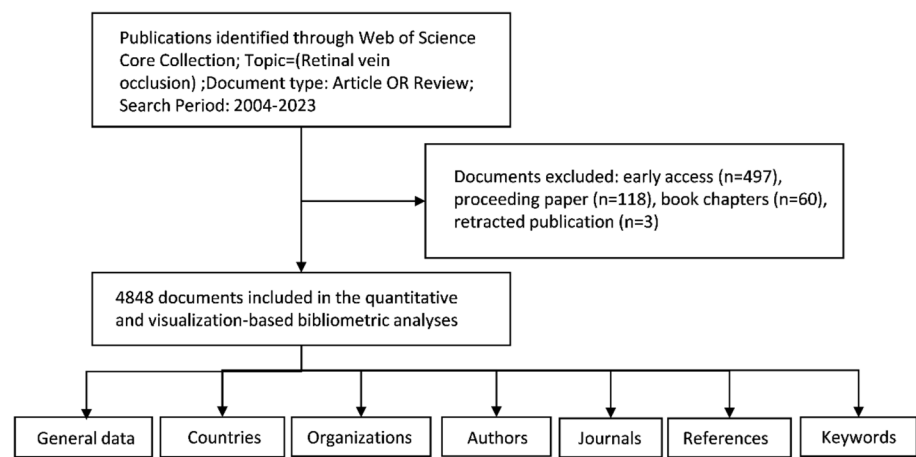 Publications identified through Web of Science
Core Collection; Topic=(Retinal vein
occlusion) ;Document type: Article OR Review;
Search Period: 2004-2023
Documents excluded: early access (n=497),
proceeding paper (n=118), book chapters (n=60),
retracted publication (n=3)
4848 documents included in the quantitative
and visualization-based bibliometric analyses
General data
Countries
Organizations
Authors
Journals
References
Keywords